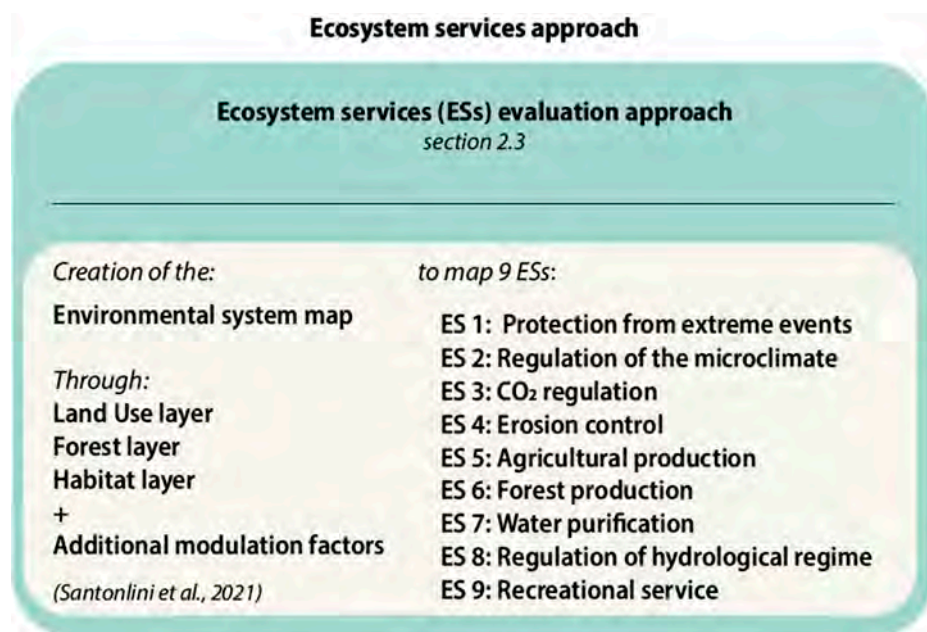 Ecosystem services approach
Ecosystem services (ESs) evaluation approach
section 2.3
Creation of the:
Environmental system map
Through:
Land Use layer
Forest layer
Habitat layer
+
Additional modulation factors
(Santonlini et al., 2021)
to map 9 ESs:
ES 1: Protection from extreme events
ES 2: Regulation of the microclimate
ES 3: CO₂ regulation
ES 4: Erosion control
ES 5: Agricultural production
ES 6: Forest production
ES 7: Water purification
ES 8: Regulation of hydrological regime
ES 9: Recreational service